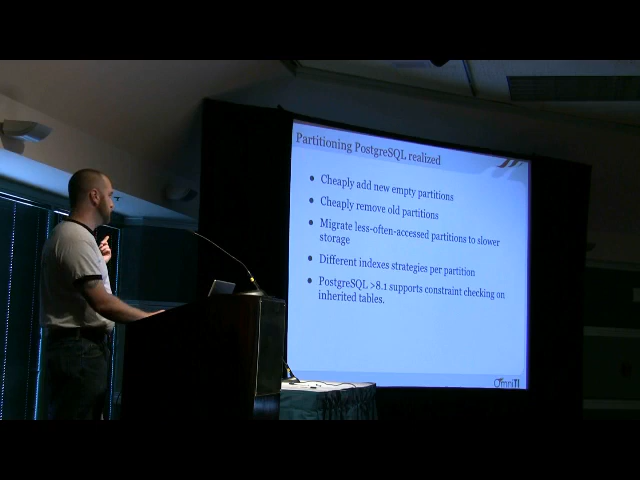 Partitioning PostgreSQL realized
• Cheaply add new empty partitions
• Cheaply remove old partitions
• Migrate less-often-accessed partitions to slower
storage
• Different indexes strategies per partition
• PostgreSQL >8.1 supports constraint checking on
inherited tables.
OmniTI